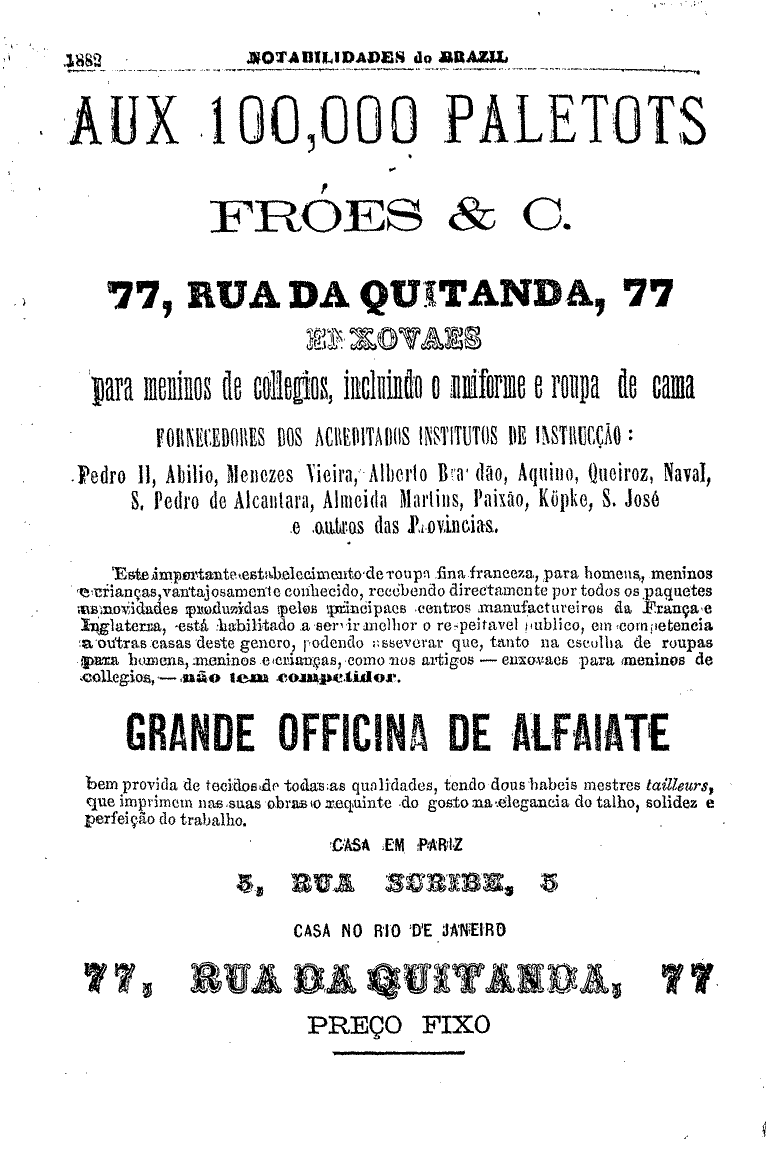 1882 NOTABILIDADES do BRAZIL
AUX 100,000 PALETOTS
FRÓES & C.
77, RUA DA QUITANDA, 77
ENXOVAES
para meninos de collegios, incluindo o uniforme e roupa de cama
FORNECEDORES DOS ACREDITADOS INSTITUTOS DE INSTRUCÇÃO :
Pedro II, Abilio, Menezes Vieira, Alberto Brandão, Aquino, Queiroz, Naval,
S. Pedro de Alcantara, Almeida Martins, Paixão, Köpke, S. José
e outros das Provincias.
Este importante estabelecimento de roupa fina franceza, para homens, meninos
e crianças, vantajosamente conhecido, recebendo directamente por todos os paquetes
as novidades produzidas pelos principaes centros manufactureiros da França e
Inglaterra, está habilitado a servir melhor o respeitavel publico, em competencia
a outras casas deste genero, podendo asseverar que, tanto na escolha de roupas
para homens, meninos e crianças, como nos artigos — enxovaes para meninos de
collegios, — não tem competidor.
GRANDE OFFICINA DE ALFAIATE
bem provida de tecidos de todas as qualidades, tendo dous habeis mestres tailleurs,
que imprimem nas suas obras o requinte do gosto na elegancia do talho, solidez e
perfeição do trabalho.
CASA EM PARIZ
5, RUA SCRIBE, 5
CASA NO RIO DE JANEIRO
77, RUA DA QUITANDA, 77
PREÇO FIXO